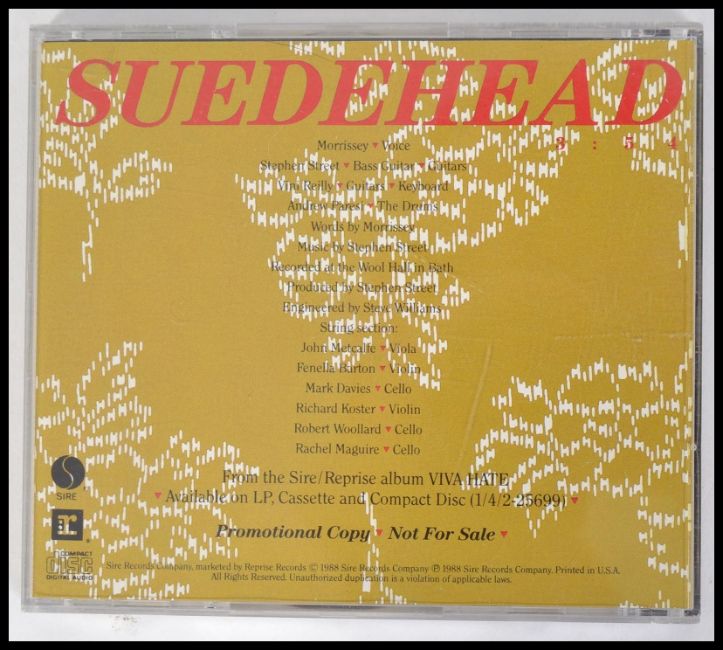 SUEDEHEAD
3:54
Morrissey ▾ Voice
Stephen Street ▾ Bass Guitar ▾ Guitars
Vini Reilly ▾ Guitars ▾ Keyboard
Andrew Paresi ▾ The Drums
Words by Morrissey
Music by Stephen Street
Recorded at the Wool Hall in Bath
Produced by Stephen Street
Engineered by Steve Williams
String section:
John Metcalfe ▾ Viola
Fenella Barton ▾ Violin
Mark Davies ▾ Cello
Richard Koster ▾ Violin
Robert Woollard ▾ Cello
Rachel Maguire ▾ Cello
From the Sire/Reprise album VIVA HATE
▾ Available on LP, Cassette and Compact Disc (1/4/2-25699) ▾
Promotional Copy ▾ Not For Sale ▾
SIRE
r®
COMPACT
disc
DIGITAL AUDIO
Sire Records Company, marketed by Reprise Records © 1988 Sire Records Company ℗ 1988 Sire Records Company. Printed in U.S.A.
All Rights Reserved. Unauthorized duplication is a violation of applicable laws.